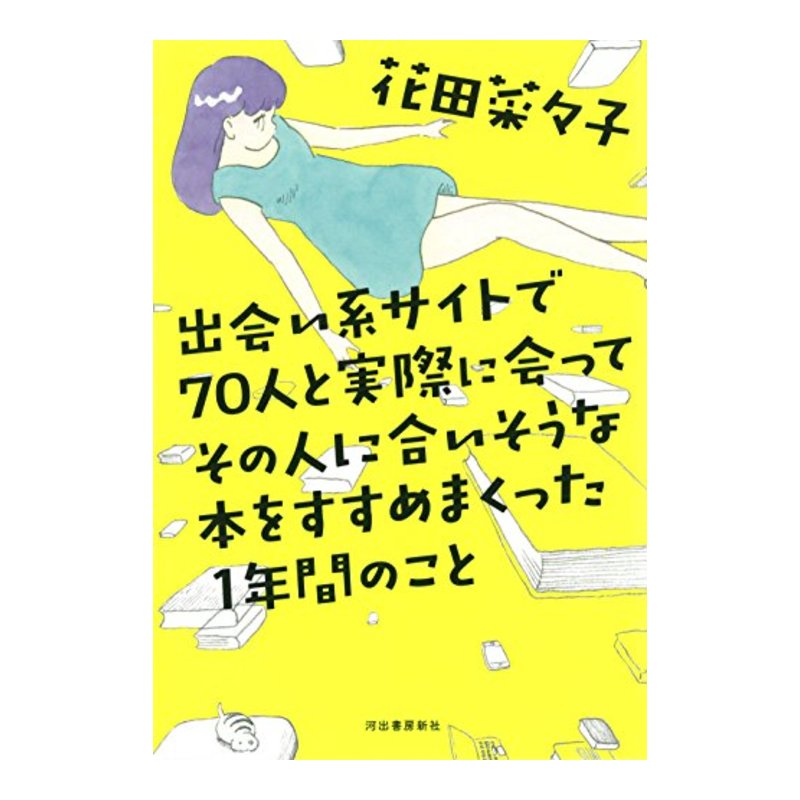 花田菜々子
出会い系サイトで
70人と実際に会って
その人に合いそうな
本をすすめまくった
1年間のこと
河出書房新社